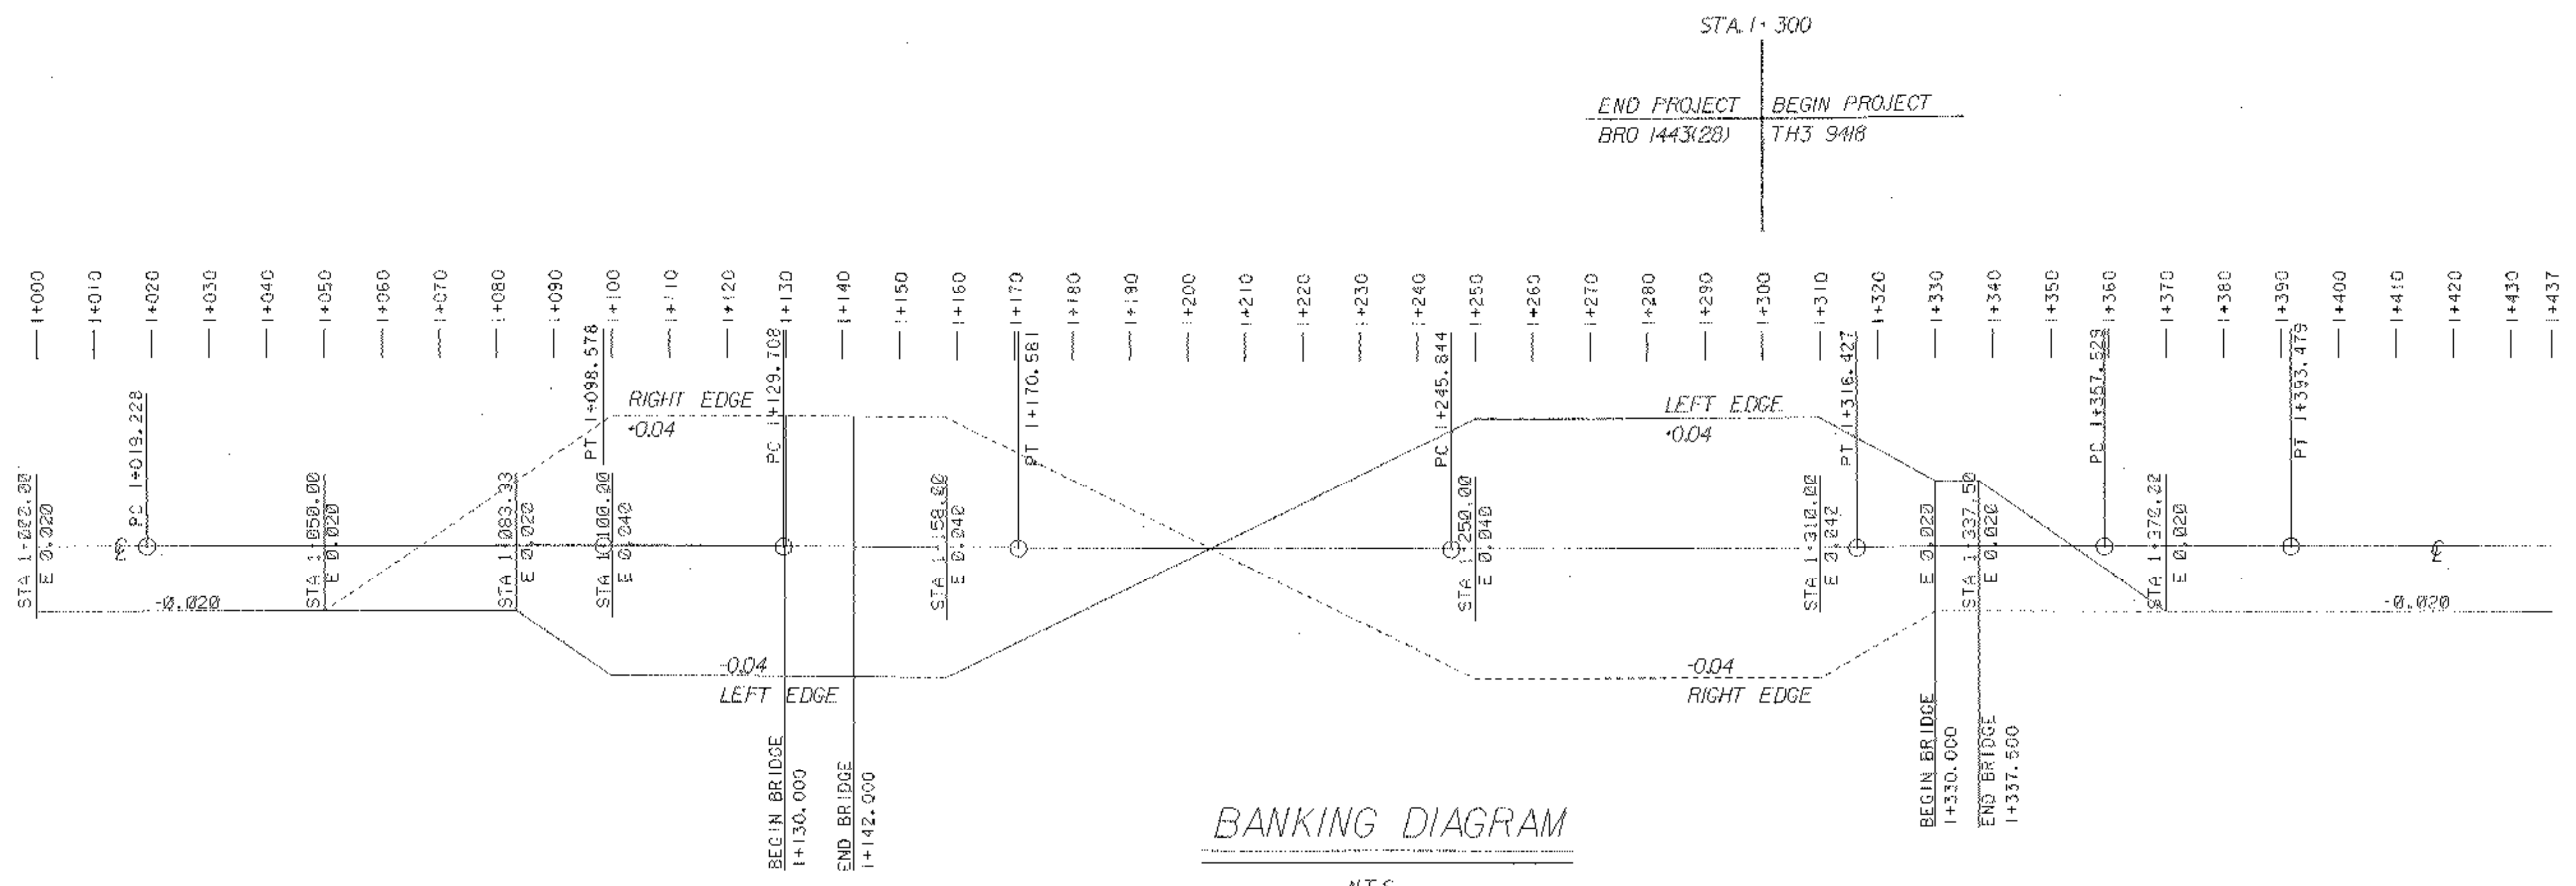 STA. 1+300
END PROJECT BEGIN PROJECT
BRO 1443(28) TH3 9418
1+000 1+010 1+020 1+030 1+040 1+050 1+060 1+070 1+080 1+090 1+100 1+110 1+120 1+130 1+140 1+150 1+160 1+170 1+180 1+190 1+200 1+210 1+220 1+230 1+240 1+250 1+260 1+270 1+280 1+290 1+300 1+310 1+320 1+330 1+340 1+350 1+360 1+370 1+380 1+390 1+400 1+410 1+420 1+430 1+437
STA 1+000.00
E 0.020
PC 1+019.228
STA 1+050.00
E 0.020
STA 1+083.33
E 0.020
PT 1+098.578
STA 1+100.00
E 0.040
PC 1+129.708
STA 1+158.00
E 0.040
PT 1+170.581
PC 1+245.844
STA 1+250.00
E 0.040
STA 1+310.00
E 0.040
PT 1+316.427
E 0.020
STA 1+337.50
E 0.020
PC 1+357.529
STA 1+370.00
E 0.020
PT 1+393.479
RIGHT EDGE
+0.04
LEFT EDGE
+0.04
℄
℄
-0.020
-0.020
-0.04
LEFT EDGE
-0.04
RIGHT EDGE
BEGIN BRIDGE
1+130.000
END BRIDGE
1+142.000
BEGIN BRIDGE
1+330.000
END BRIDGE
1+337.500
BANKING DIAGRAM